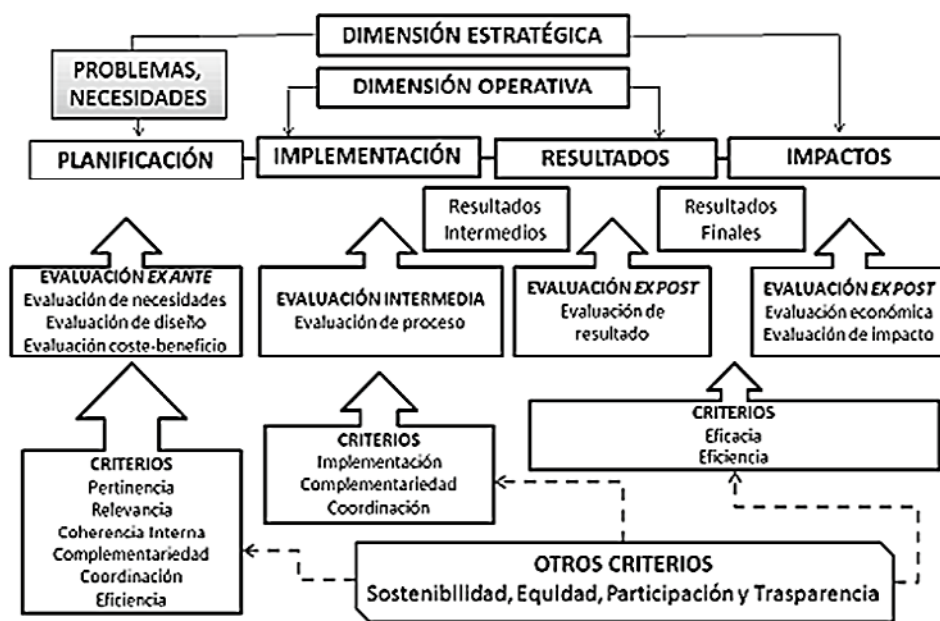 DIMENSIÓN ESTRATÉGICA
PROBLEMAS,
NECESIDADES
DIMENSIÓN OPERATIVA
PLANIFICACIÓN
IMPLEMENTACIÓN
RESULTADOS
IMPACTOS
Resultados
Intermedios
Resultados
Finales
EVALUACIÓN EX ANTE
Evaluación de necesidades
Evaluación de diseño
Evaluación coste-beneficio
EVALUACIÓN INTERMEDIA
Evaluación de proceso
EVALUACIÓN EX POST
Evaluación de
resultado
EVALUACIÓN EX POST
Evaluación económica
Evaluación de impacto
CRITERIOS
Pertinencia
Relevancia
Coherencia Interna
Complementariedad
Coordinación
Eficiencia
CRITERIOS
Implementación
Complementariedad
Coordinación
CRITERIOS
Eficacia
Eficiencia
OTROS CRITERIOS
Sostenibilidad, Equidad, Participación y Trasparencia